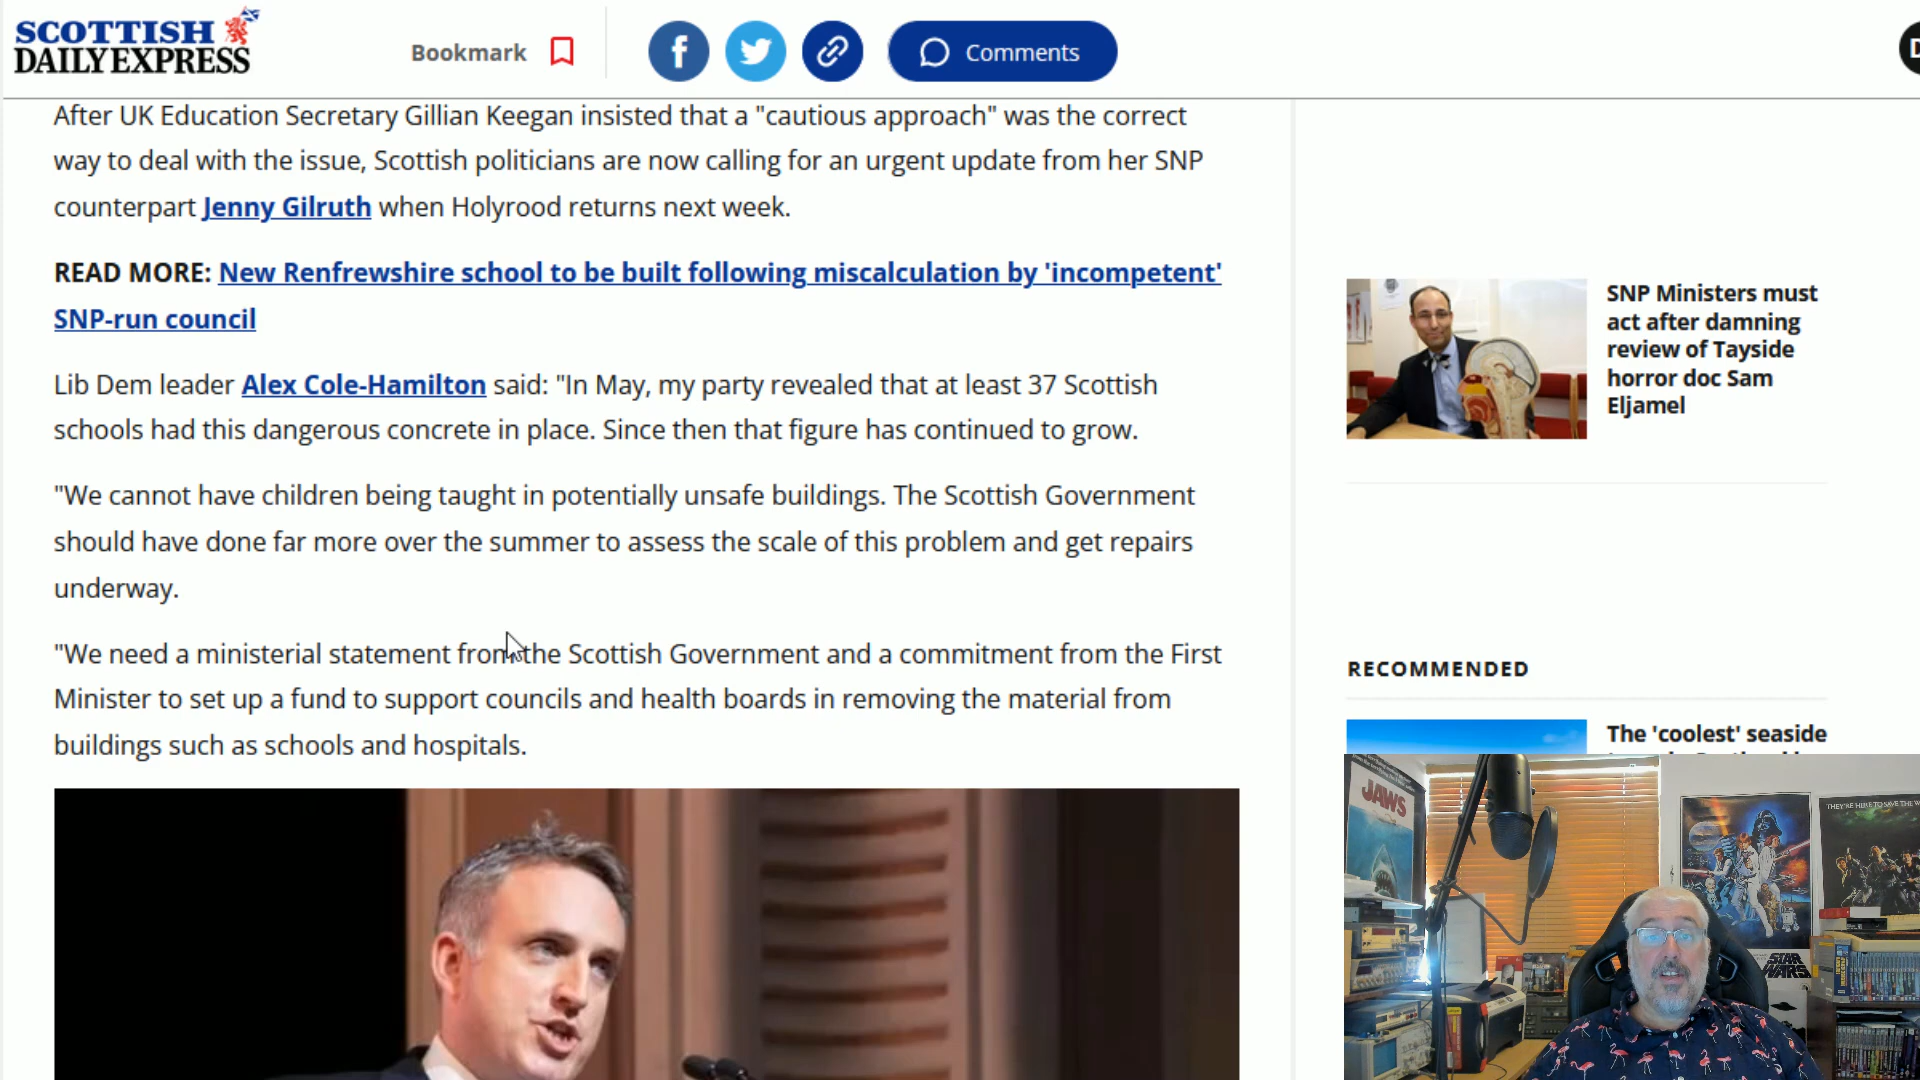 SCOTTISH
DAILY EXPRESS
Bookmark
Comments
After UK Education Secretary Gillian Keegan insisted that a "cautious approach" was the correct
way to deal with the issue, Scottish politicians are now calling for an urgent update from her SNP
counterpart Jenny Gilruth when Holyrood returns next week.
READ MORE: New Renfrewshire school to be built following miscalculation by 'incompetent'
SNP-run council
Lib Dem leader Alex Cole-Hamilton said: "In May, my party revealed that at least 37 Scottish
schools had this dangerous concrete in place. Since then that figure has continued to grow.
"We cannot have children being taught in potentially unsafe buildings. The Scottish Government
should have done far more over the summer to assess the scale of this problem and get repairs
underway.
"We need a ministerial statement from the Scottish Government and a commitment from the First
Minister to set up a fund to support councils and health boards in removing the material from
buildings such as schools and hospitals.
SNP Ministers must
act after damning
review of Tayside
horror doc Sam
Eljamel
RECOMMENDED
The 'coolest' seaside
JAWS
THEY'RE HERE TO SAVE THE
STAR
WARS